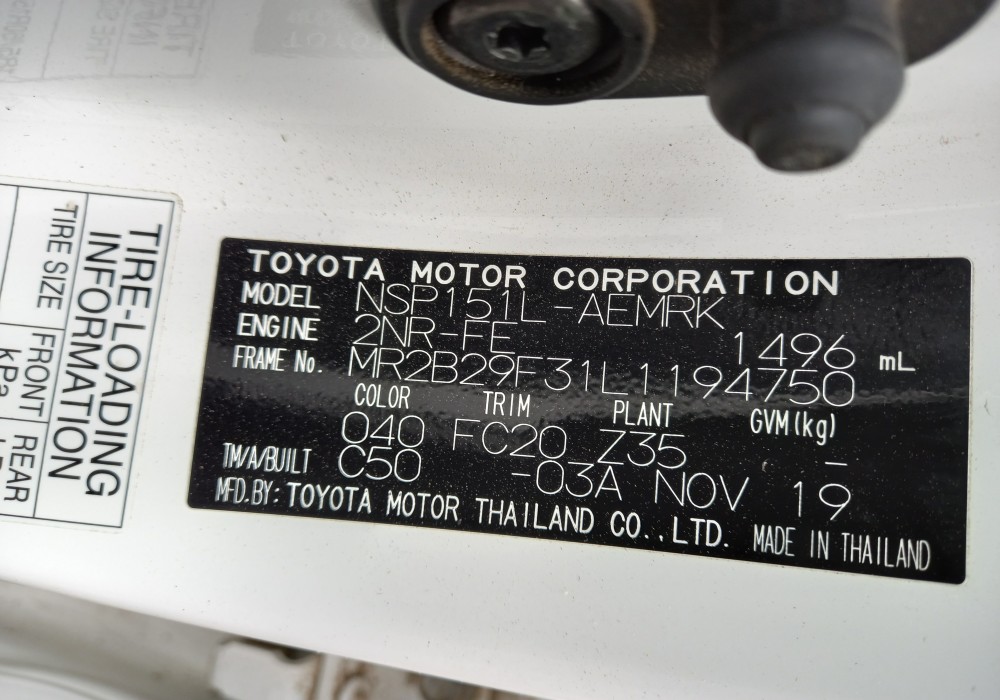 TOYOTA MOTOR CORPORATION
MODEL NSP151L-AEMRK
ENGINE 2NR-FE 1496 mL
FRAME No. MR2B29F31L1194750
COLOR TRIM PLANT GVM(kg)
040 FC20 Z35 –
TM/A/BUILT C50 -03A NOV 19
MFD.BY: TOYOTA MOTOR THAILAND CO.,LTD. MADE IN THAILAND
TIRE-LOADING
INFORMATION
TIRE SIZE FRONT REAR
kPa